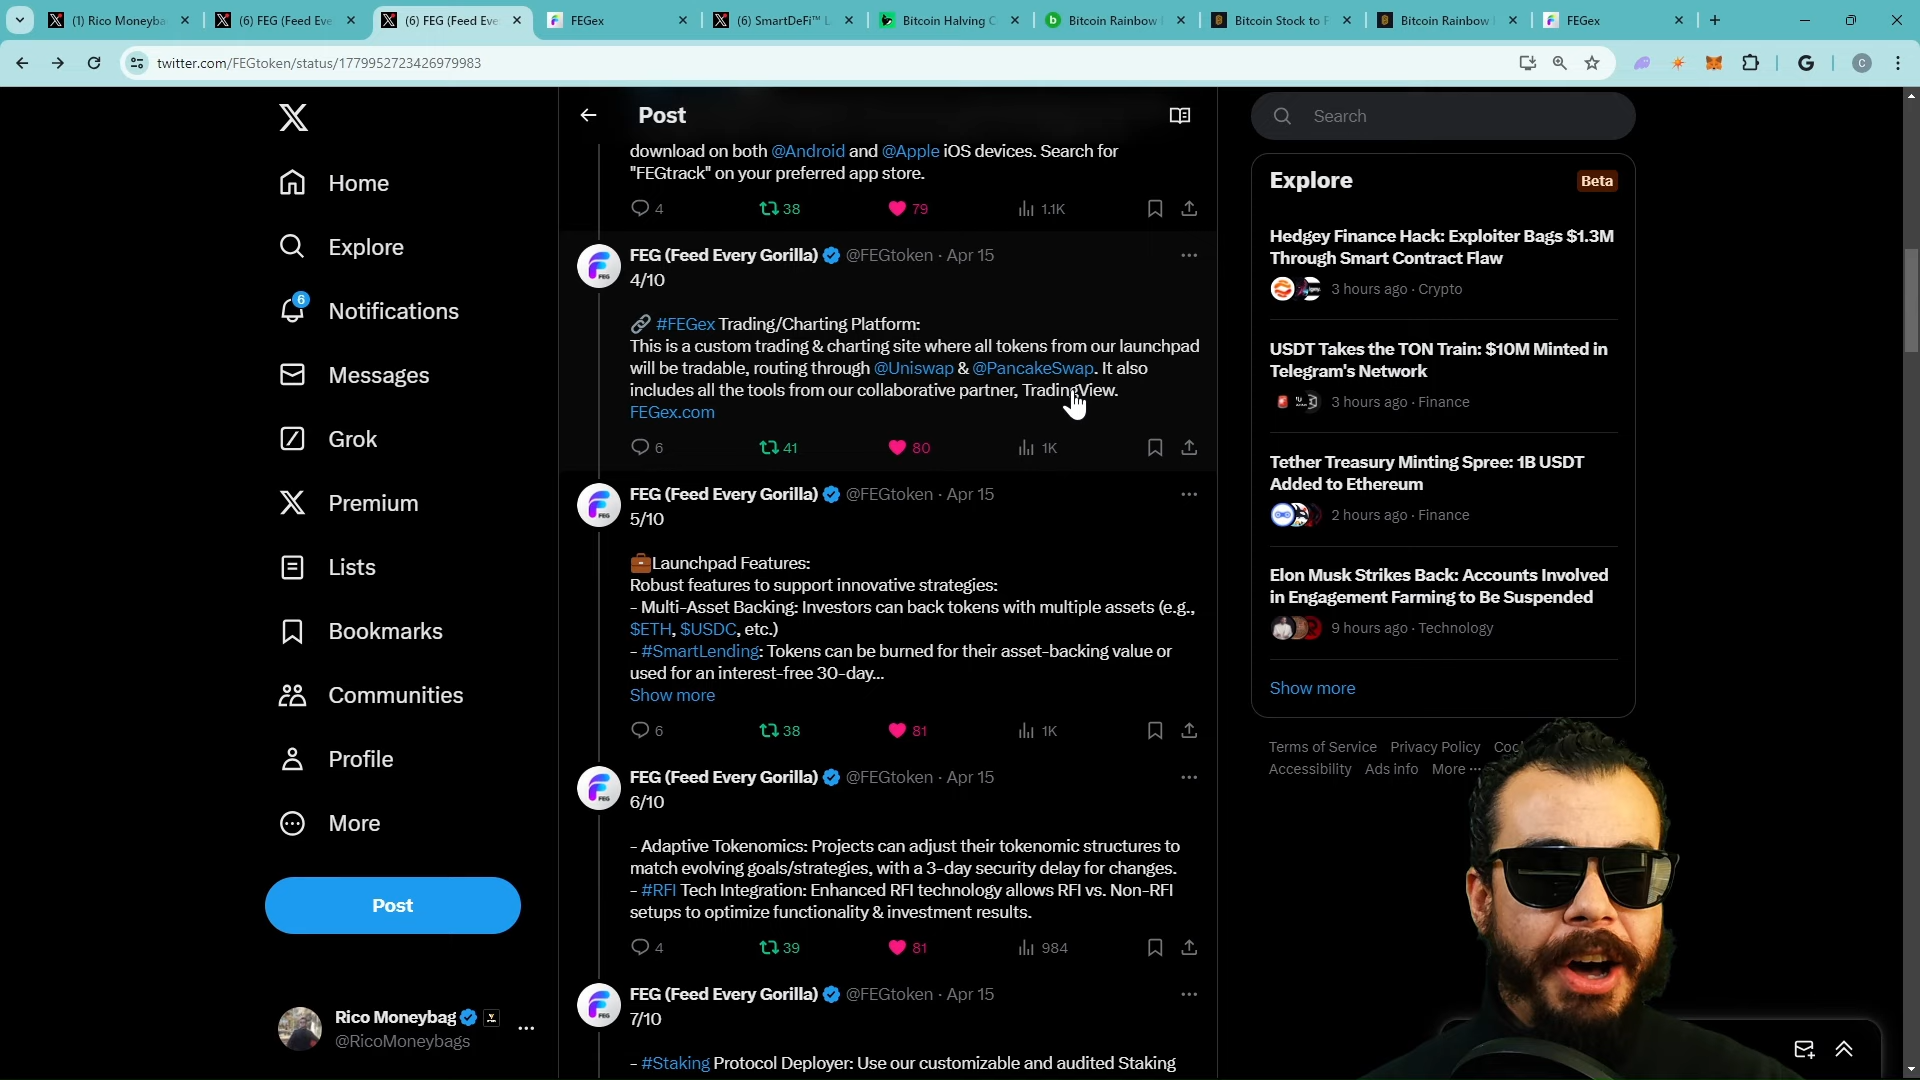 (1) Rico Moneyba
(6) FEG (Feed Eve
(6) FEG (Feed Eve
FEGex
(6) SmartDeFi™ L
Bitcoin Halving C
Bitcoin Rainbow
Bitcoin Stock to F
Bitcoin Rainbow
FEGex
twitter.com/FEGtoken/status/1779952723426979983
G
C
Home
Explore
6
Notifications
Messages
Grok
Premium
Lists
Bookmarks
Communities
Profile
More
Post
Rico Moneybag
@RicoMoneybags
Post
download on both @Android and @Apple iOS devices. Search for
"FEGtrack" on your preferred app store.
4
38
79
1.1K
FEG (Feed Every Gorilla) @FEGtoken · Apr 15
4/10
#FEGex Trading/Charting Platform:
This is a custom trading & charting site where all tokens from our launchpad
will be tradable, routing through @Uniswap & @PancakeSwap. It also
includes all the tools from our collaborative partner, TradingView.
FEGex.com
6
41
80
1K
FEG (Feed Every Gorilla) @FEGtoken · Apr 15
5/10
Launchpad Features:
Robust features to support innovative strategies:
- Multi-Asset Backing: Investors can back tokens with multiple assets (e.g.,
$ETH, $USDC, etc.)
- #SmartLending: Tokens can be burned for their asset-backing value or
used for an interest-free 30-day...
Show more
6
38
81
1K
FEG (Feed Every Gorilla) @FEGtoken · Apr 15
6/10
- Adaptive Tokenomics: Projects can adjust their tokenomic structures to
match evolving goals/strategies, with a 3-day security delay for changes.
- #RFI Tech Integration: Enhanced RFI technology allows RFI vs. Non-RFI
setups to optimize functionality & investment results.
4
39
81
984
FEG (Feed Every Gorilla) @FEGtoken · Apr 15
7/10
- #Staking Protocol Deployer: Use our customizable and audited Staking
Search
Explore
Beta
Hedgey Finance Hack: Exploiter Bags $1.3M
Through Smart Contract Flaw
3 hours ago · Crypto
USDT Takes the TON Train: $10M Minted in
Telegram's Network
3 hours ago · Finance
Tether Treasury Minting Spree: 1B USDT
Added to Ethereum
2 hours ago · Finance
Elon Musk Strikes Back: Accounts Involved
in Engagement Farming to Be Suspended
9 hours ago · Technology
Show more
Terms of Service Privacy Policy Coo
Accessibility Ads info More ···